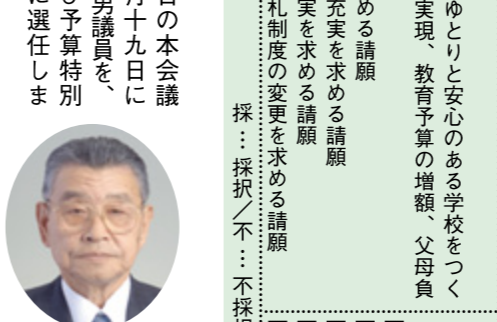 ゆとりと安心のある学校をつく
実現、教育予算の増額、父母負
める請願
充実を求める請願
実を求める請願
札制度の変更を求める請願
採…採択／不…不採択
日の本会議
月十九日に
男議員を、
予算特別
に選任しま